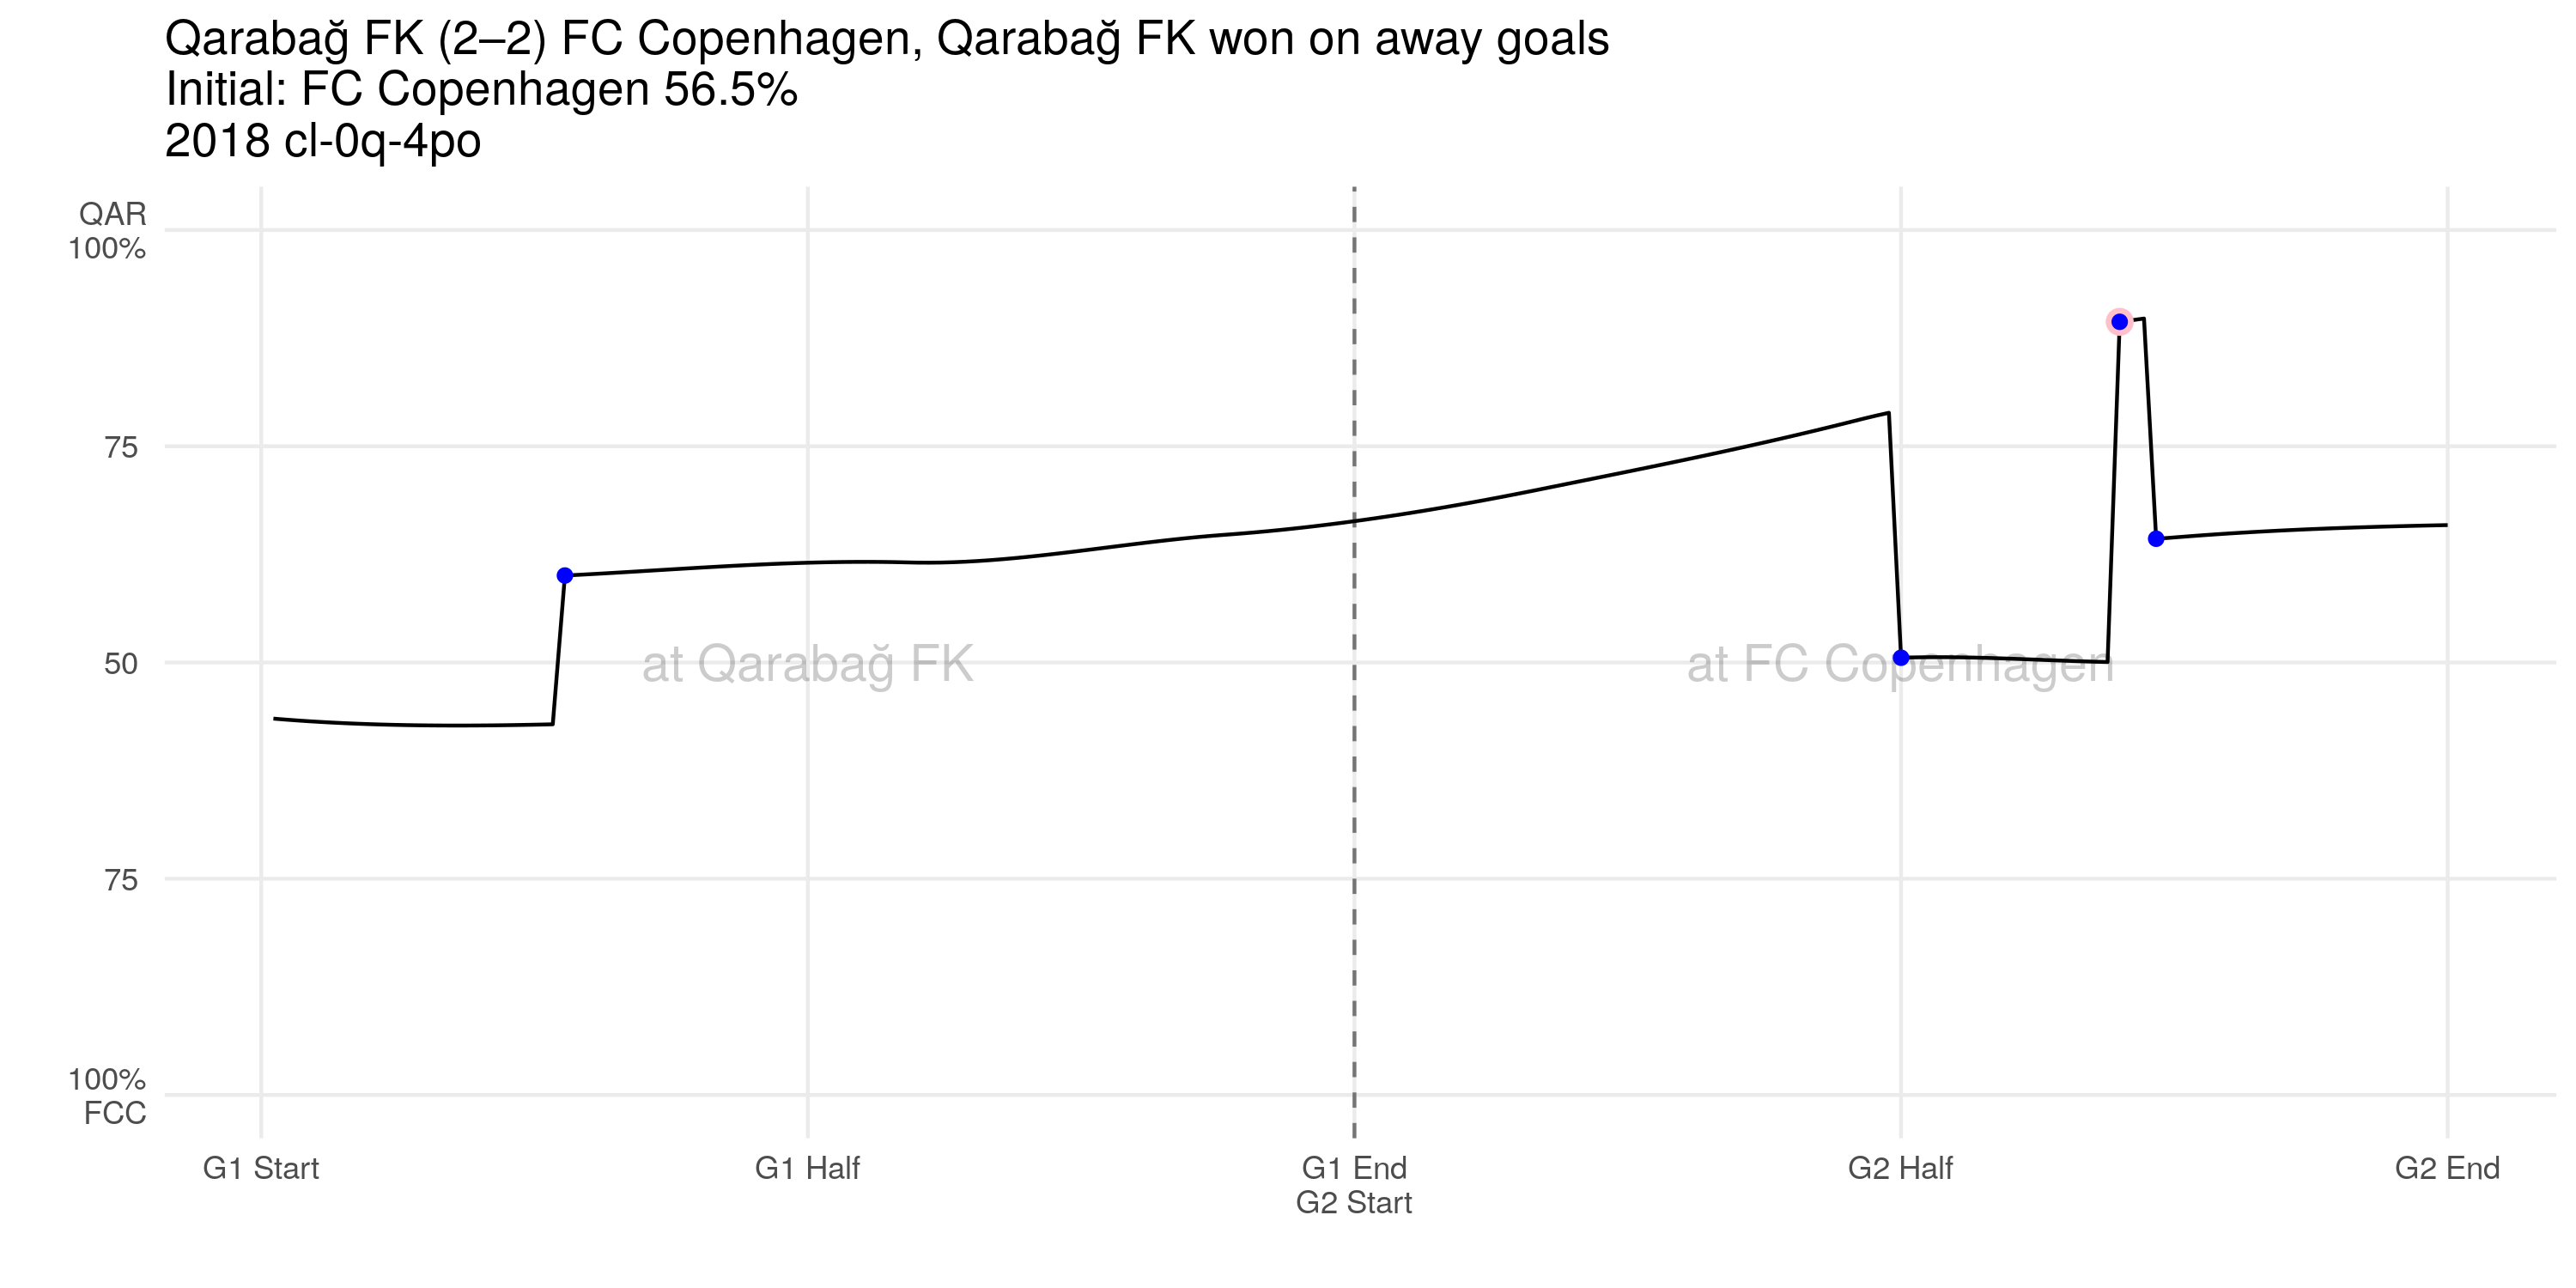 Qarabağ FK (2–2) FC Copenhagen, Qarabağ FK won on away goals
Initial: FC Copenhagen 56.5%
2018 cl-0q-4po
QAR
100%
75
50
75
100%
FCC
at Qarabağ FK
at FC Copenhagen
G1 Start
G1 Half
G1 End
G2 Start
G2 Half
G2 End